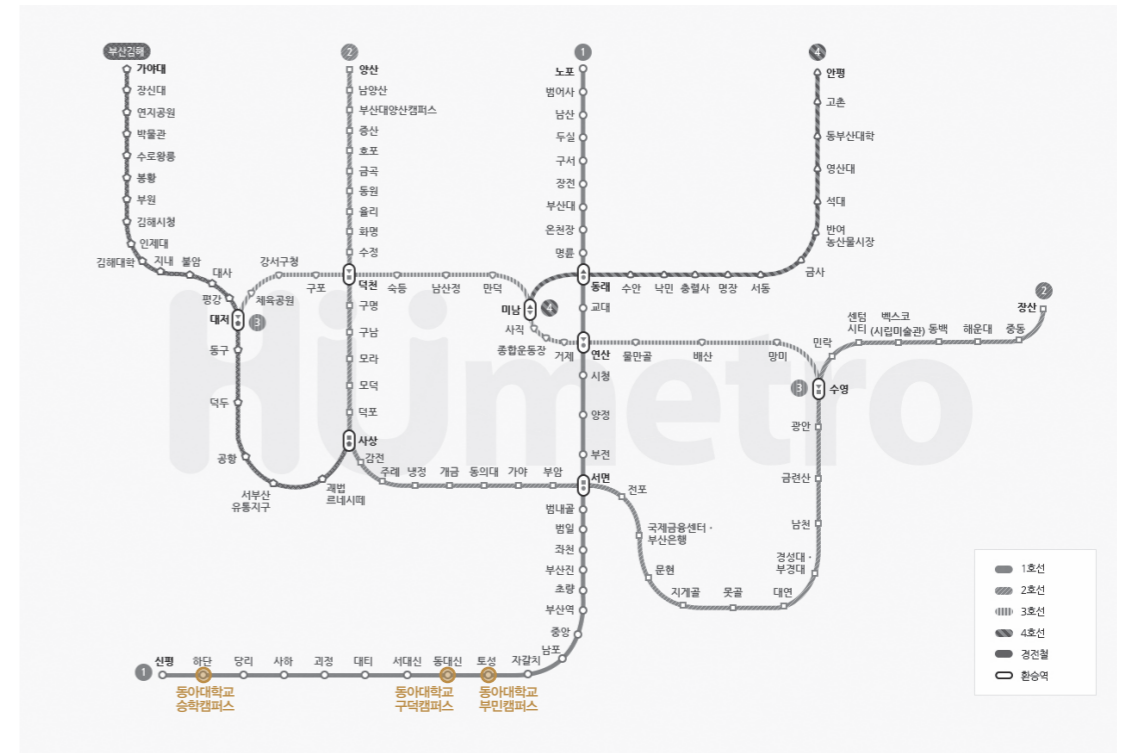 부산김해
가야대
장신대
연지공원
박물관
수로왕릉
봉황
부원
김해시청
인제대
김해대학
지내
불암
대사
평강
대저
3
등구
덕두
공황
서부산
유통지구
괘법
르네시떼
2
양산
남양산
부산대양산캠퍼스
증산
호포
금곡
동원
율리
화명
수정
덕천
구명
구남
모라
모덕
덕포
사상
감전
주례
냉정
개금
동의대
가야
부암
서면
전포
국제금융센터 ·
부산은행
문현
지게골
못골
대연
경성대 ·
부경대
남천
금련산
광안
수영
3
민락
센텀
시티
벡스코
(시립미술관)
동백
해운대
중동
장산
2
강서구청
체육공원
구포
숙등
남산정
만덕
미남
4
사직
종합운동장
거제
연산
물만골
배산
망미
1
노포
범어사
남산
두실
구서
장전
부산대
온천장
명륜
동래
교대
시청
양정
부전
범내골
범일
좌천
부산진
초량
부산역
중앙
남포
자갈치
토성
동대신
서대신
대티
괴정
사하
당리
하단
신평
1
동아대학교
승학캠퍼스
동아대학교
구덕캠퍼스
동아대학교
부민캠퍼스
4
안평
고촌
동부산대학
영산대
석대
반여
농산물시장
금사
서동
명장
충렬사
낙민
수안
Humetro
1호선
2호선
3호선
4호선
경전철
환승역